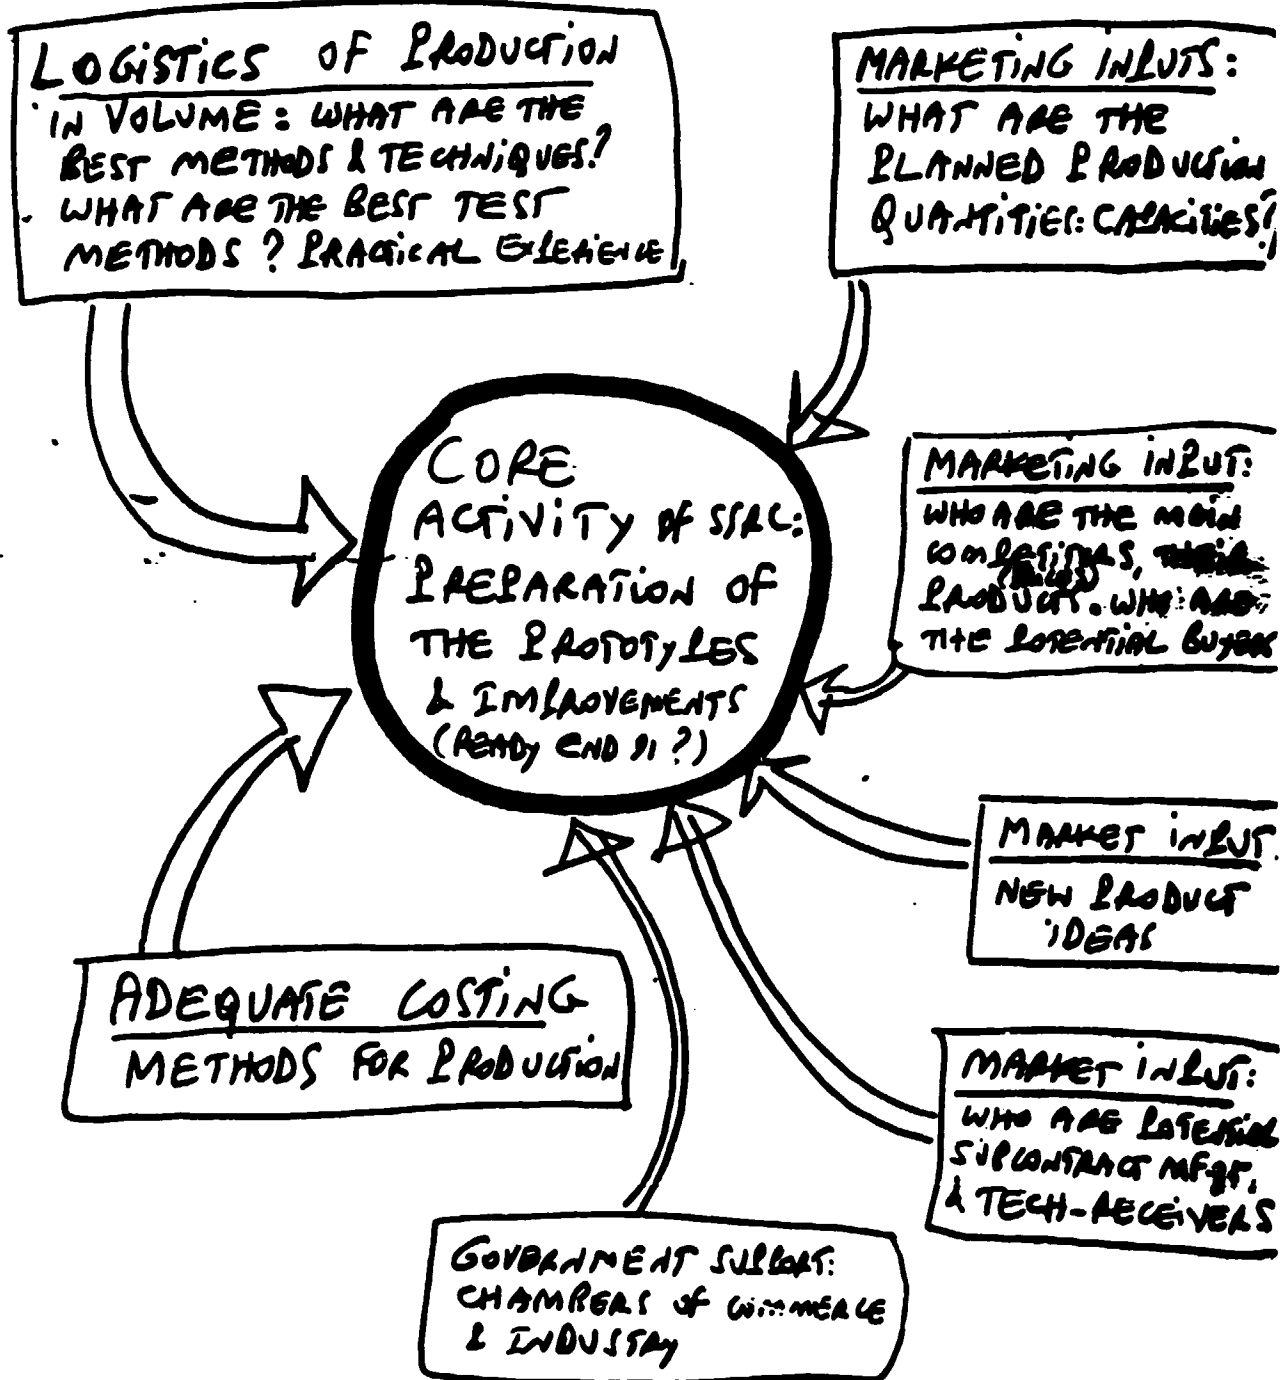 LOGISTICS OF PRODUCTION
IN VOLUME: WHAT ARE THE
BEST METHODS & TECHNIQUES?
WHAT ARE THE BEST TEST
METHODS? PRACTICAL EXPERIENCE
MARKETING INPUTS:
WHAT ARE THE
PLANNED PRODUCTION
QUANTITIES: CAPACITIES?
CORE
ACTIVITY of SSRC:
PREPARATION OF
THE PROTOTYPES
& IMPROVEMENTS
(READY END ?)
MARKETING INPUT:
WHO ARE THE MAIN
COMPETITORS,
PRODUCTS. WHO ARE
THE POTENTIAL BUYERS
MARKET INPUT.
NEW PRODUCT
IDEAS
ADEQUATE COSTING
METHODS FOR PRODUCTION
MARKET INPUT:
WHO ARE POTENTIAL
SUBCONTRACT
& TECH-RECEIVERS
GOVERNMENT SUPPORT:
CHAMBERS of COMMERCE
& INDUSTRY